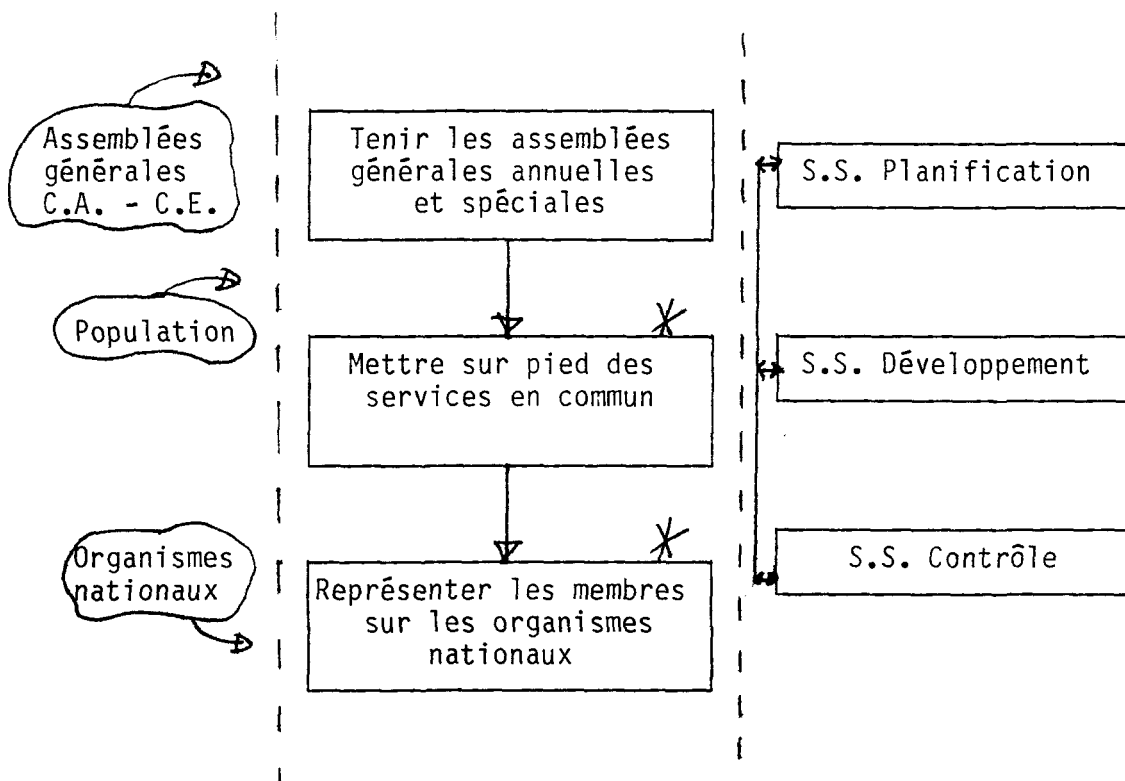 Assemblées
générales
C.A. - C.E.
Population
Organismes
nationaux
Tenir les assemblées
générales annuelles
et spéciales
Mettre sur pied des
services en commun
Représenter les membres
sur les organismes
nationaux
S.S. Planification
S.S. Développement
S.S. Contrôle